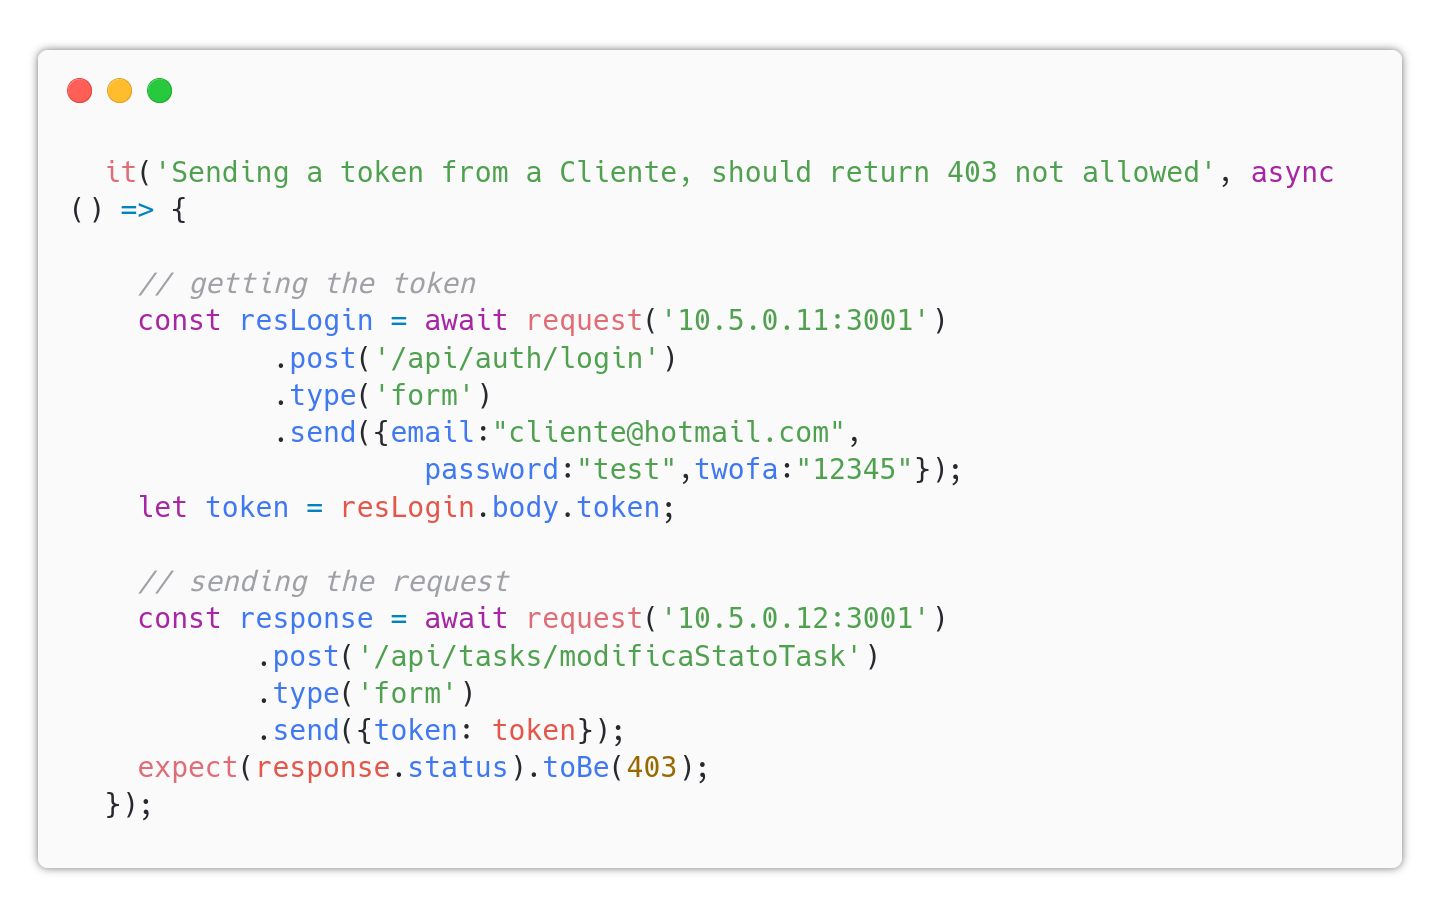 it('Sending a token from a Cliente, should return 403 not allowed', async
() => {
// getting the token
const resLogin = await request('10.5.0.11:3001')
.post('/api/auth/login')
.type('form')
.send({email:"cliente@hotmail.com",
password:"test",twofa:"12345"});
let token = resLogin.body.token;
// sending the request
const response = await request('10.5.0.12:3001')
.post('/api/tasks/modificaStatoTask')
.type('form')
.send({token: token});
expect(response.status).toBe(403);
});